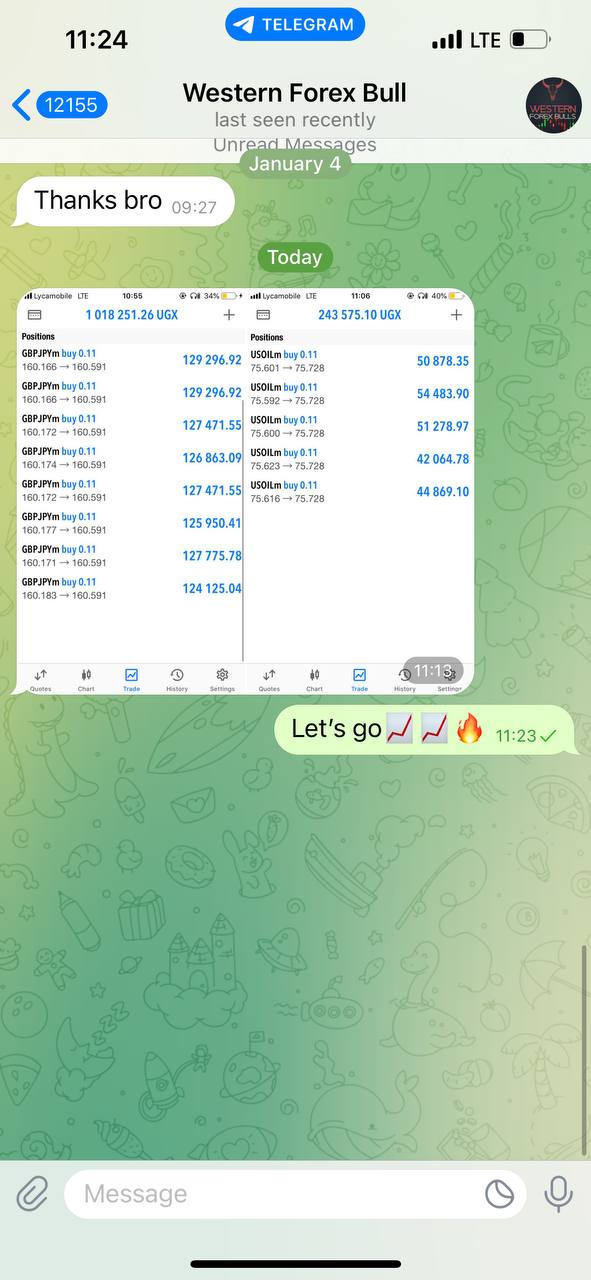 11:24
TELEGRAM
LTE
12155
Western Forex Bull
last seen recently
WESTERN
FOREX BULLS
Unread Messages
January 4
Thanks bro 09:27
Today
Lycamobile LTE 10:55 34%
1 018 251.26 UGX
Positions
GBPJPYm buy 0.11
160.166 → 160.591
129 296.92
GBPJPYm buy 0.11
160.166 → 160.591
129 296.92
GBPJPYm buy 0.11
160.172 → 160.591
127 471.55
GBPJPYm buy 0.11
160.174 → 160.591
126 863.09
GBPJPYm buy 0.11
160.172 → 160.591
127 471.55
GBPJPYm buy 0.11
160.177 → 160.591
125 950.41
GBPJPYm buy 0.11
160.171 → 160.591
127 775.78
GBPJPYm buy 0.11
160.183 → 160.591
124 125.04
Quotes Chart Trade History Settings
Lycamobile LTE 11:06 40%
243 575.10 UGX
Positions
USOILm buy 0.11
75.601 → 75.728
50 878.35
USOILm buy 0.11
75.592 → 75.728
54 483.90
USOILm buy 0.11
75.600 → 75.728
51 278.97
USOILm buy 0.11
75.623 → 75.728
42 064.78
USOILm buy 0.11
75.616 → 75.728
44 869.10
Quotes Chart Trade History Settings
11:13
Let's go📈 📈 🔥 11:23
Message